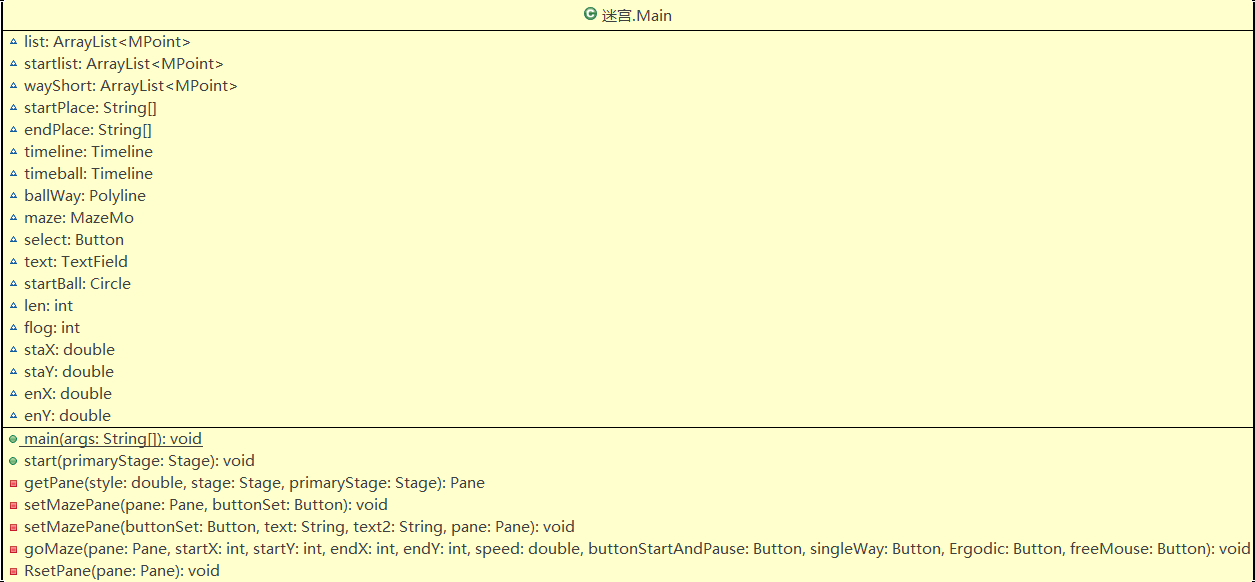 迷宫.Main
list: ArrayList<MPoint>
startlist: ArrayList<MPoint>
wayShort: ArrayList<MPoint>
startPlace: String[]
endPlace: String[]
timeline: Timeline
timeball: Timeline
ballWay: Polyline
maze: MazeMo
select: Button
text: TextField
startBall: Circle
len: int
flog: int
staX: double
staY: double
enX: double
enY: double
main(args: String[]): void
start(primaryStage: Stage): void
getPane(style: double, stage: Stage, primaryStage: Stage): Pane
setMazePane(pane: Pane, buttonSet: Button): void
setMazePane(buttonSet: Button, text: String, text2: String, pane: Pane): void
goMaze(pane: Pane, startX: int, startY: int, endX: int, endY: int, speed: double, buttonStartAndPause: Button, singleWay: Button, Ergodic: Button, freeMouse: Button): void
RsetPane(pane: Pane): void